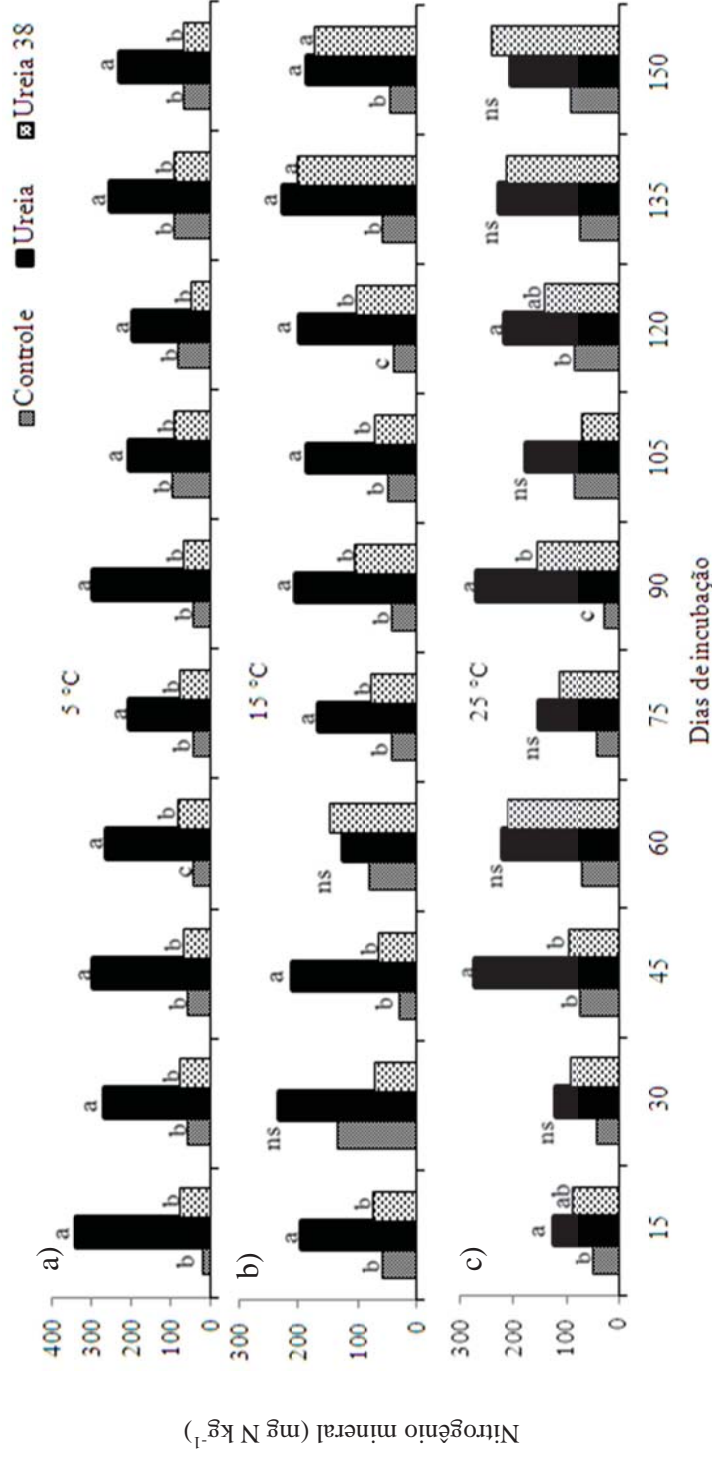 Controle Ureia Ureia 38
a)
5 °C
400
300
200
100
0
b a b
b a b
b a b
c a b
b a b
b a b
b a b
b a b
b a b
b a b
b)
15 °C
300
200
100
0
b a b
ns
b a b
ns
b a b
b a b
b a b
c a b
b a a
b a a
c)
25 °C
300
200
100
0
b a ab
ns
b a b
ns
ns
c a b
ns
b a ab
ns
ns
15 30 45 60 75 90 105 120 135 150
Dias de incubação
Nitrogênio mineral (mg N kg⁻¹)